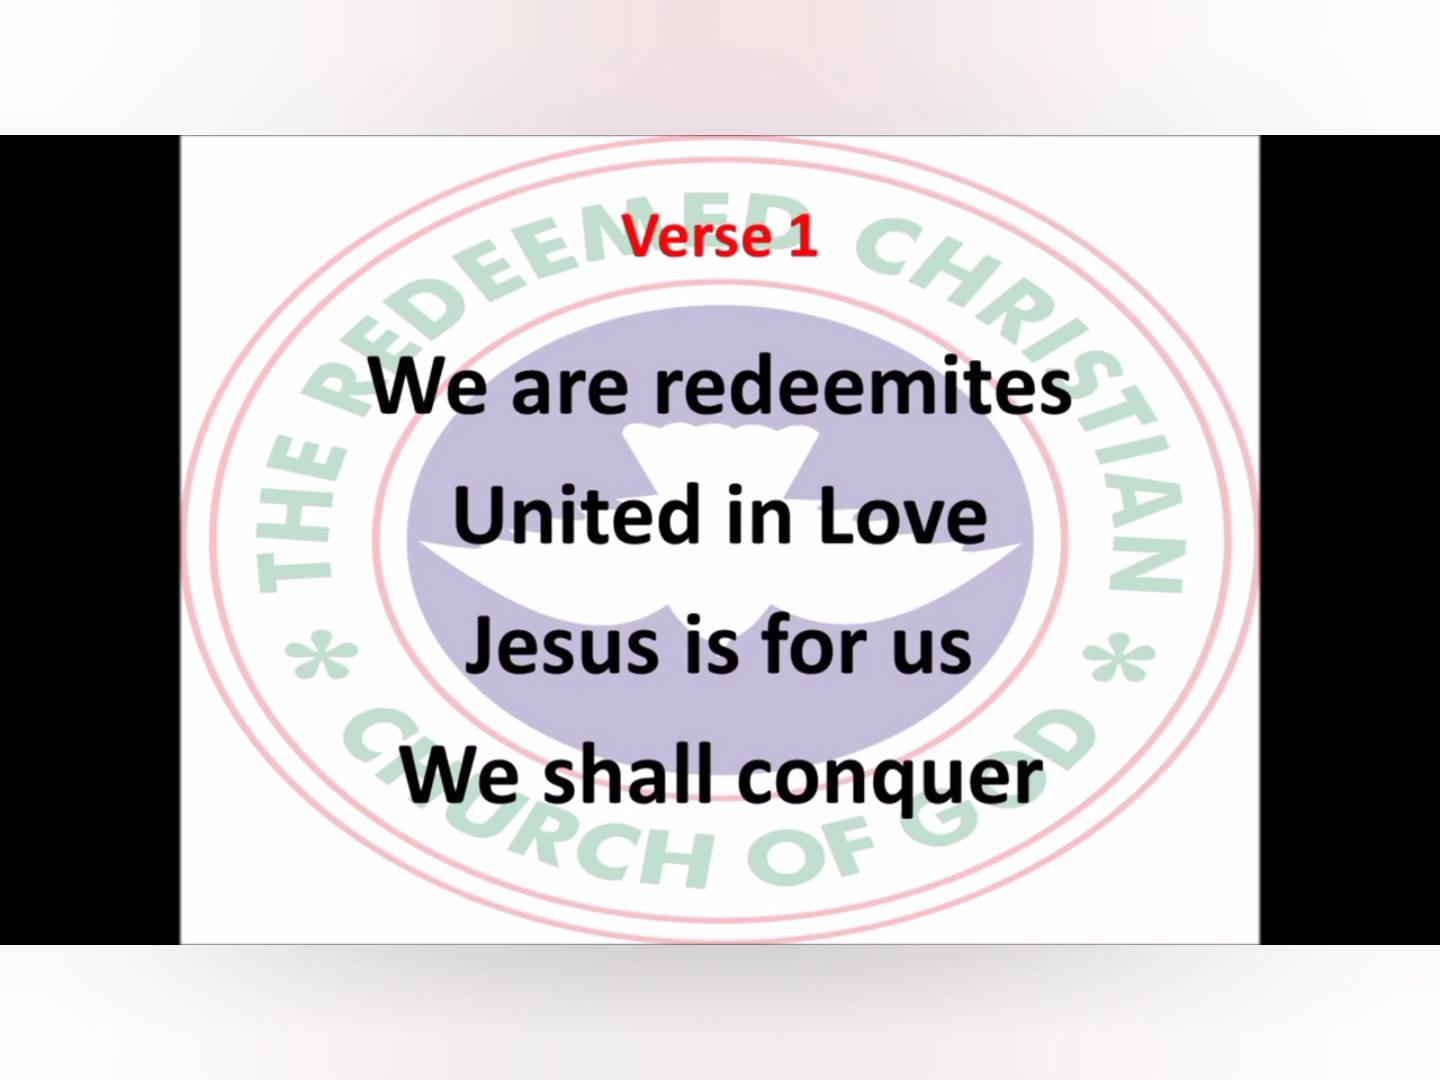 Verse 1
We are redeemites
United in Love
Jesus is for us
We shall conquer
THE REDEEMED CHRISTIAN
* CHURCH OF GOD *